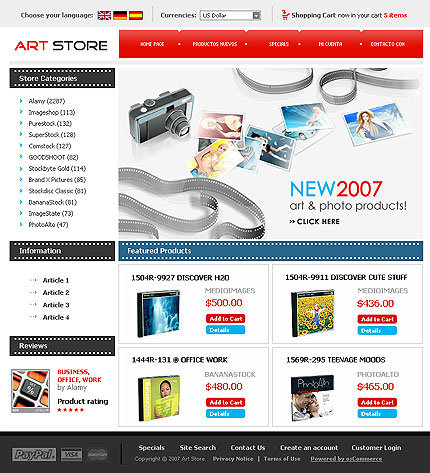 Choose your language:
Currencies:
US Dollar
Shopping Cart now in your cart 5 items
ART STORE
HOME PAGE
PRODUCTOS NUEVOS
SPECIALS
MI CUENTA
CONTACTO COM
Store Categories
Alamy (2287)
Imageshop (113)
Purestock (132)
SuperStock (128)
Comstock (127)
GOODSHOOT (82)
Stockbyte Gold (114)
Brand X Pictures (85)
Stockdisc Classic (81)
BananaStock (81)
ImageState (73)
PhotoAlto (47)
NEW2007
art & photo products!
>> CLICK HERE
Information
Article 1
Article 2
Article 3
Article 4
Featured Products
1504R-9927 DISCOVER H2O
MEDIOIMAGES
$500.00
Add to Cart
Details
1504R-9911 DISCOVER CUTE STUFF
MEDIOIMAGES
$436.00
Add to Cart
Details
1444R-131 @ OFFICE WORK
BANANASTOCK
$480.00
Add to Cart
Details
1569R-295 TEENAGE MOODS
PHOTOALTO
$465.00
Add to Cart
Details
PhotoAlto
Reviews
BUSINESS,
OFFICE, WORK
by Alamy
Product rating
PayPal
VISA
Specials
Site Search
Contact Us
Create an account
Customer Login
Copyright © 2007 Art Store
Privacy Notice | Terms of Use
Powered by osCommerce